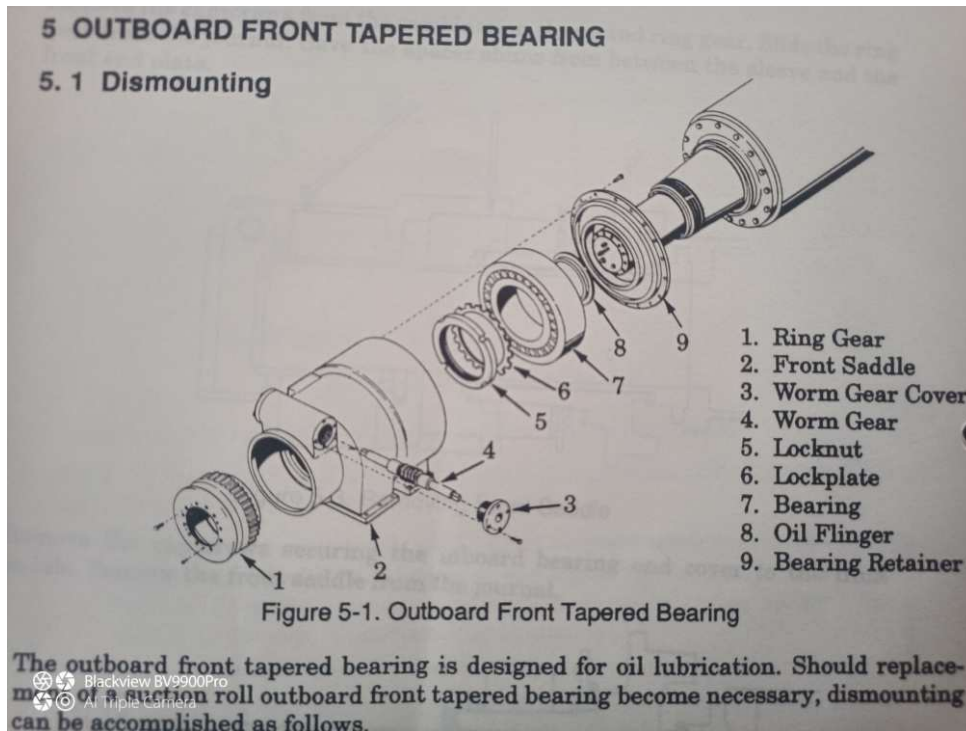 5 OUTBOARD FRONT TAPERED BEARING
5. 1 Dismounting
8
9
7
6
5
4
3
2
1
1. Ring Gear
2. Front Saddle
3. Worm Gear Cover
4. Worm Gear
5. Locknut
6. Lockplate
7. Bearing
8. Oil Flinger
9. Bearing Retainer
Figure 5-1. Outboard Front Tapered Bearing
The outboard front tapered bearing is designed for oil lubrication. Should replace-
of a suction roll outboard front tapered bearing become necessary, dismounting
can be accomplished as follows.
Blackview BV9900Pro
AI Triple Camera